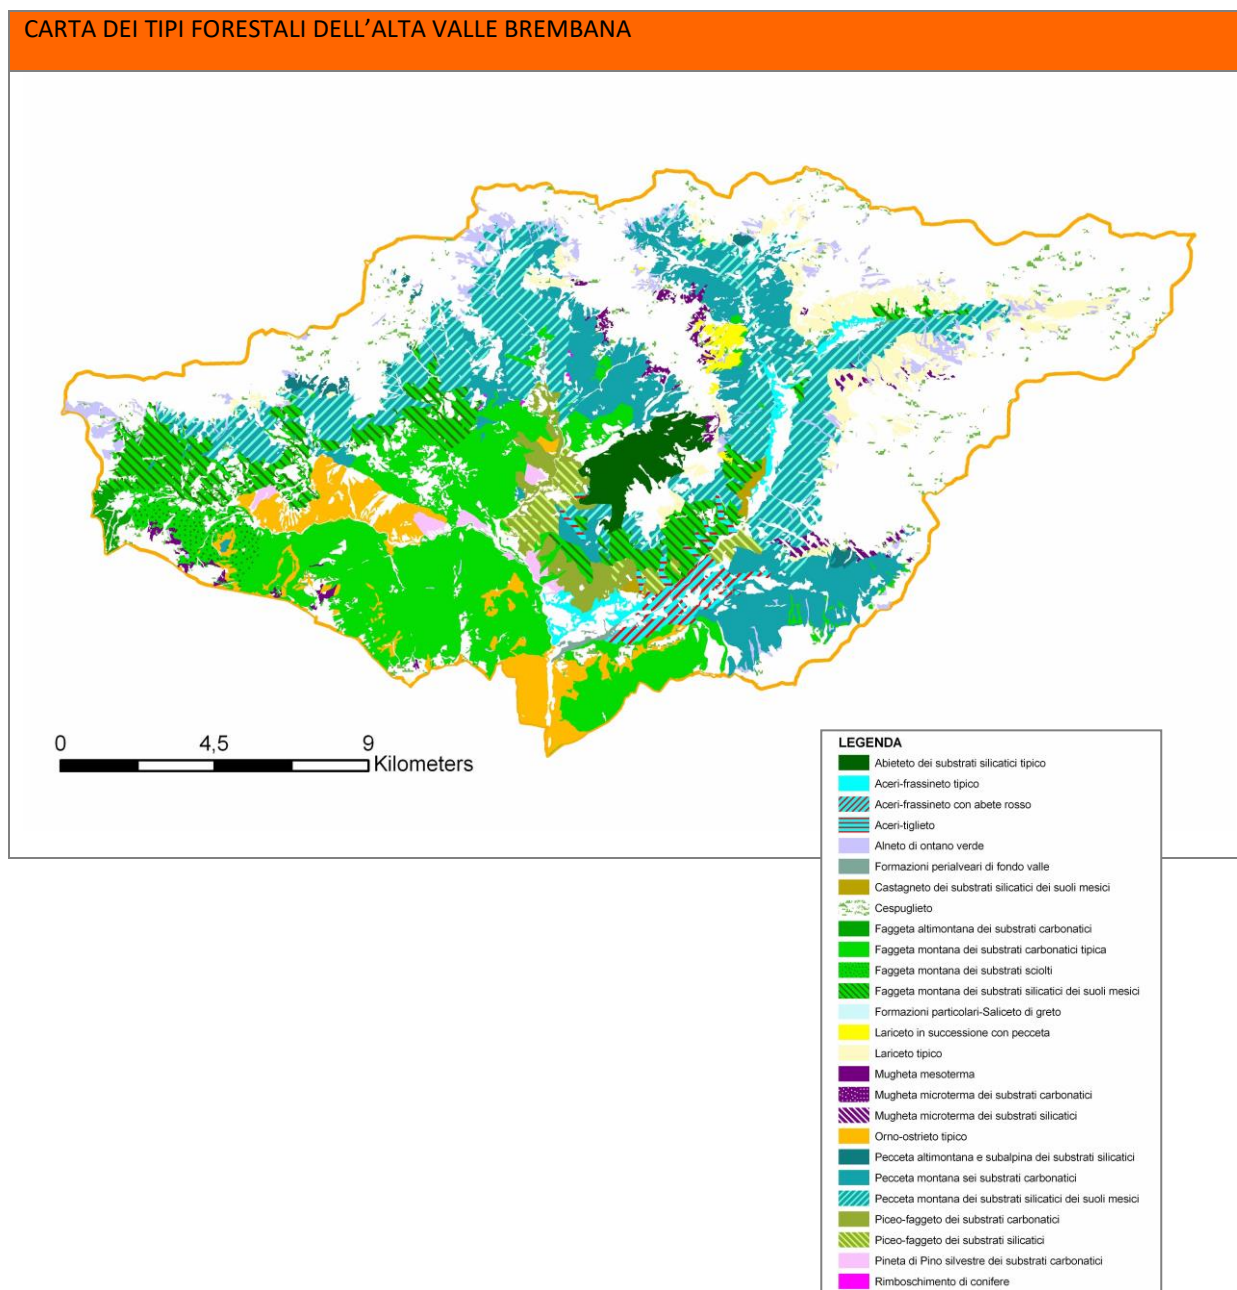 CARTA DEI TIPI FORESTALI DELL’ALTA VALLE BREMBANA
0 4,5 9
Kilometers
LEGENDA
Abieteto dei substrati silicatici tipico
Aceri-frassineto tipico
Aceri-frassineto con abete rosso
Aceri-tiglieto
Alneto di ontano verde
Formazioni perialveari di fondo valle
Castagneto dei substrati silicatici dei suoli mesici
Cespuglieto
Faggeta altimontana dei substrati carbonatici
Faggeta montana dei substrati carbonatici tipica
Faggeta montana dei substrati sciolti
Faggeta montana dei substrati silicatici dei suoli mesici
Formazioni particolari-Saliceto di greto
Lariceto in successione con pecceta
Lariceto tipico
Mugheta mesoterma
Mugheta microterma dei substrati carbonatici
Mugheta microterma dei substrati silicatici
Orno-ostrieto tipico
Pecceta altimontana e subalpina dei substrati silicatici
Pecceta montana sei substrati carbonatici
Pecceta montana dei substrati silicatici dei suoli mesici
Piceo-faggeto dei substrati carbonatici
Piceo-faggeto dei substrati silicatici
Pineta di Pino silvestre dei substrati carbonatici
Rimboschimento di conifere